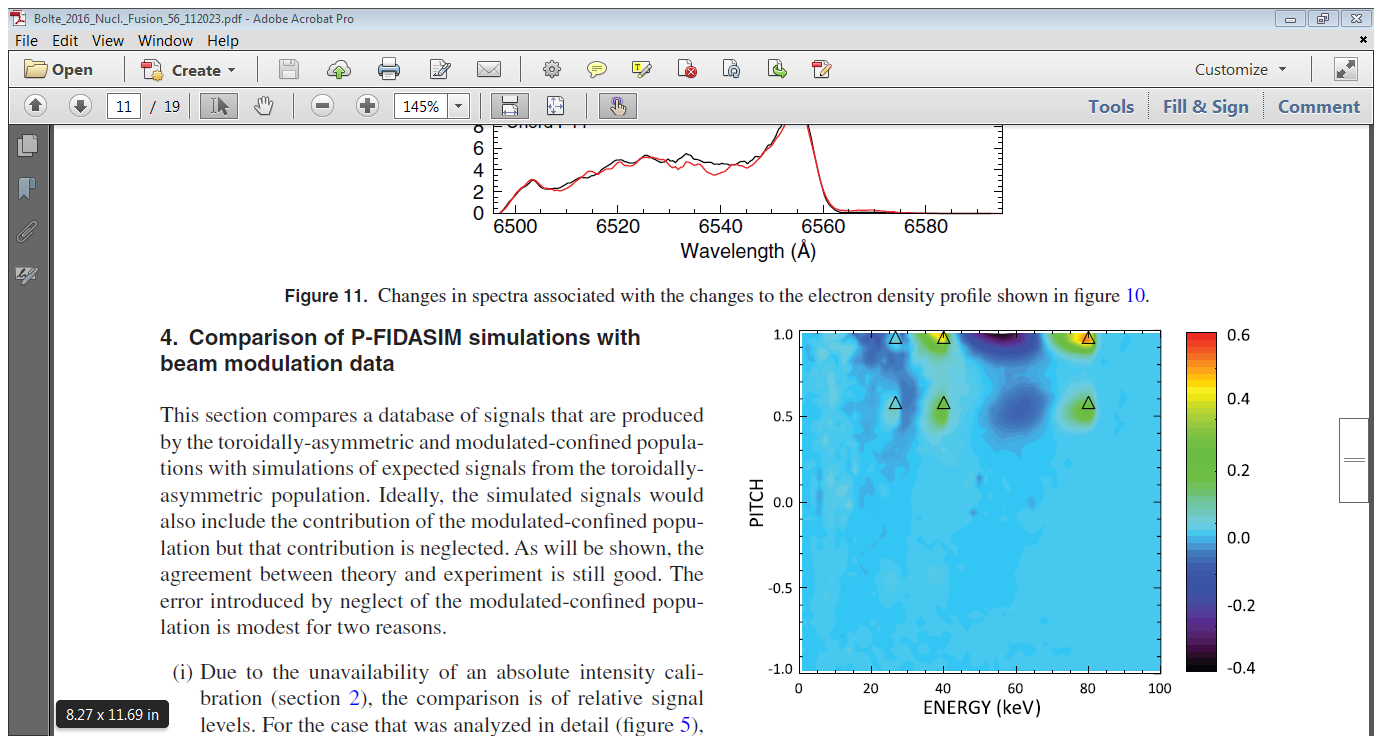 Bolte_2016_Nucl._Fusion_56_112023.pdf - Adobe Acrobat Pro
File Edit View Window Help
Open Create Customize
11 / 19 145% Tools Fill & Sign Comment
8
6
4
2
0
6500 6520 6540 6560 6580
Wavelength (Å)
Figure 11. Changes in spectra associated with the changes to the electron density profile shown in figure 10.
4. Comparison of P-FIDASIM simulations with
beam modulation data
This section compares a database of signals that are produced
by the toroidally-asymmetric and modulated-confined popula-
tions with simulations of expected signals from the toroidally-
asymmetric population. Ideally, the simulated signals would
also include the contribution of the modulated-confined popu-
lation but that contribution is neglected. As will be shown, the
agreement between theory and experiment is still good. The
error introduced by neglect of the modulated-confined popu-
lation is modest for two reasons.
(i) Due to the unavailability of an absolute intensity cali-
bration (section 2), the comparison is of relative signal
levels. For the case that was analyzed in detail (figure 5),
8.27 x 11.69 in
1.0
0.5
0.0
-0.5
-1.0
PITCH
0 20 40 60 80 100
ENERGY (keV)
0.6
0.4
0.2
0.0
-0.2
-0.4